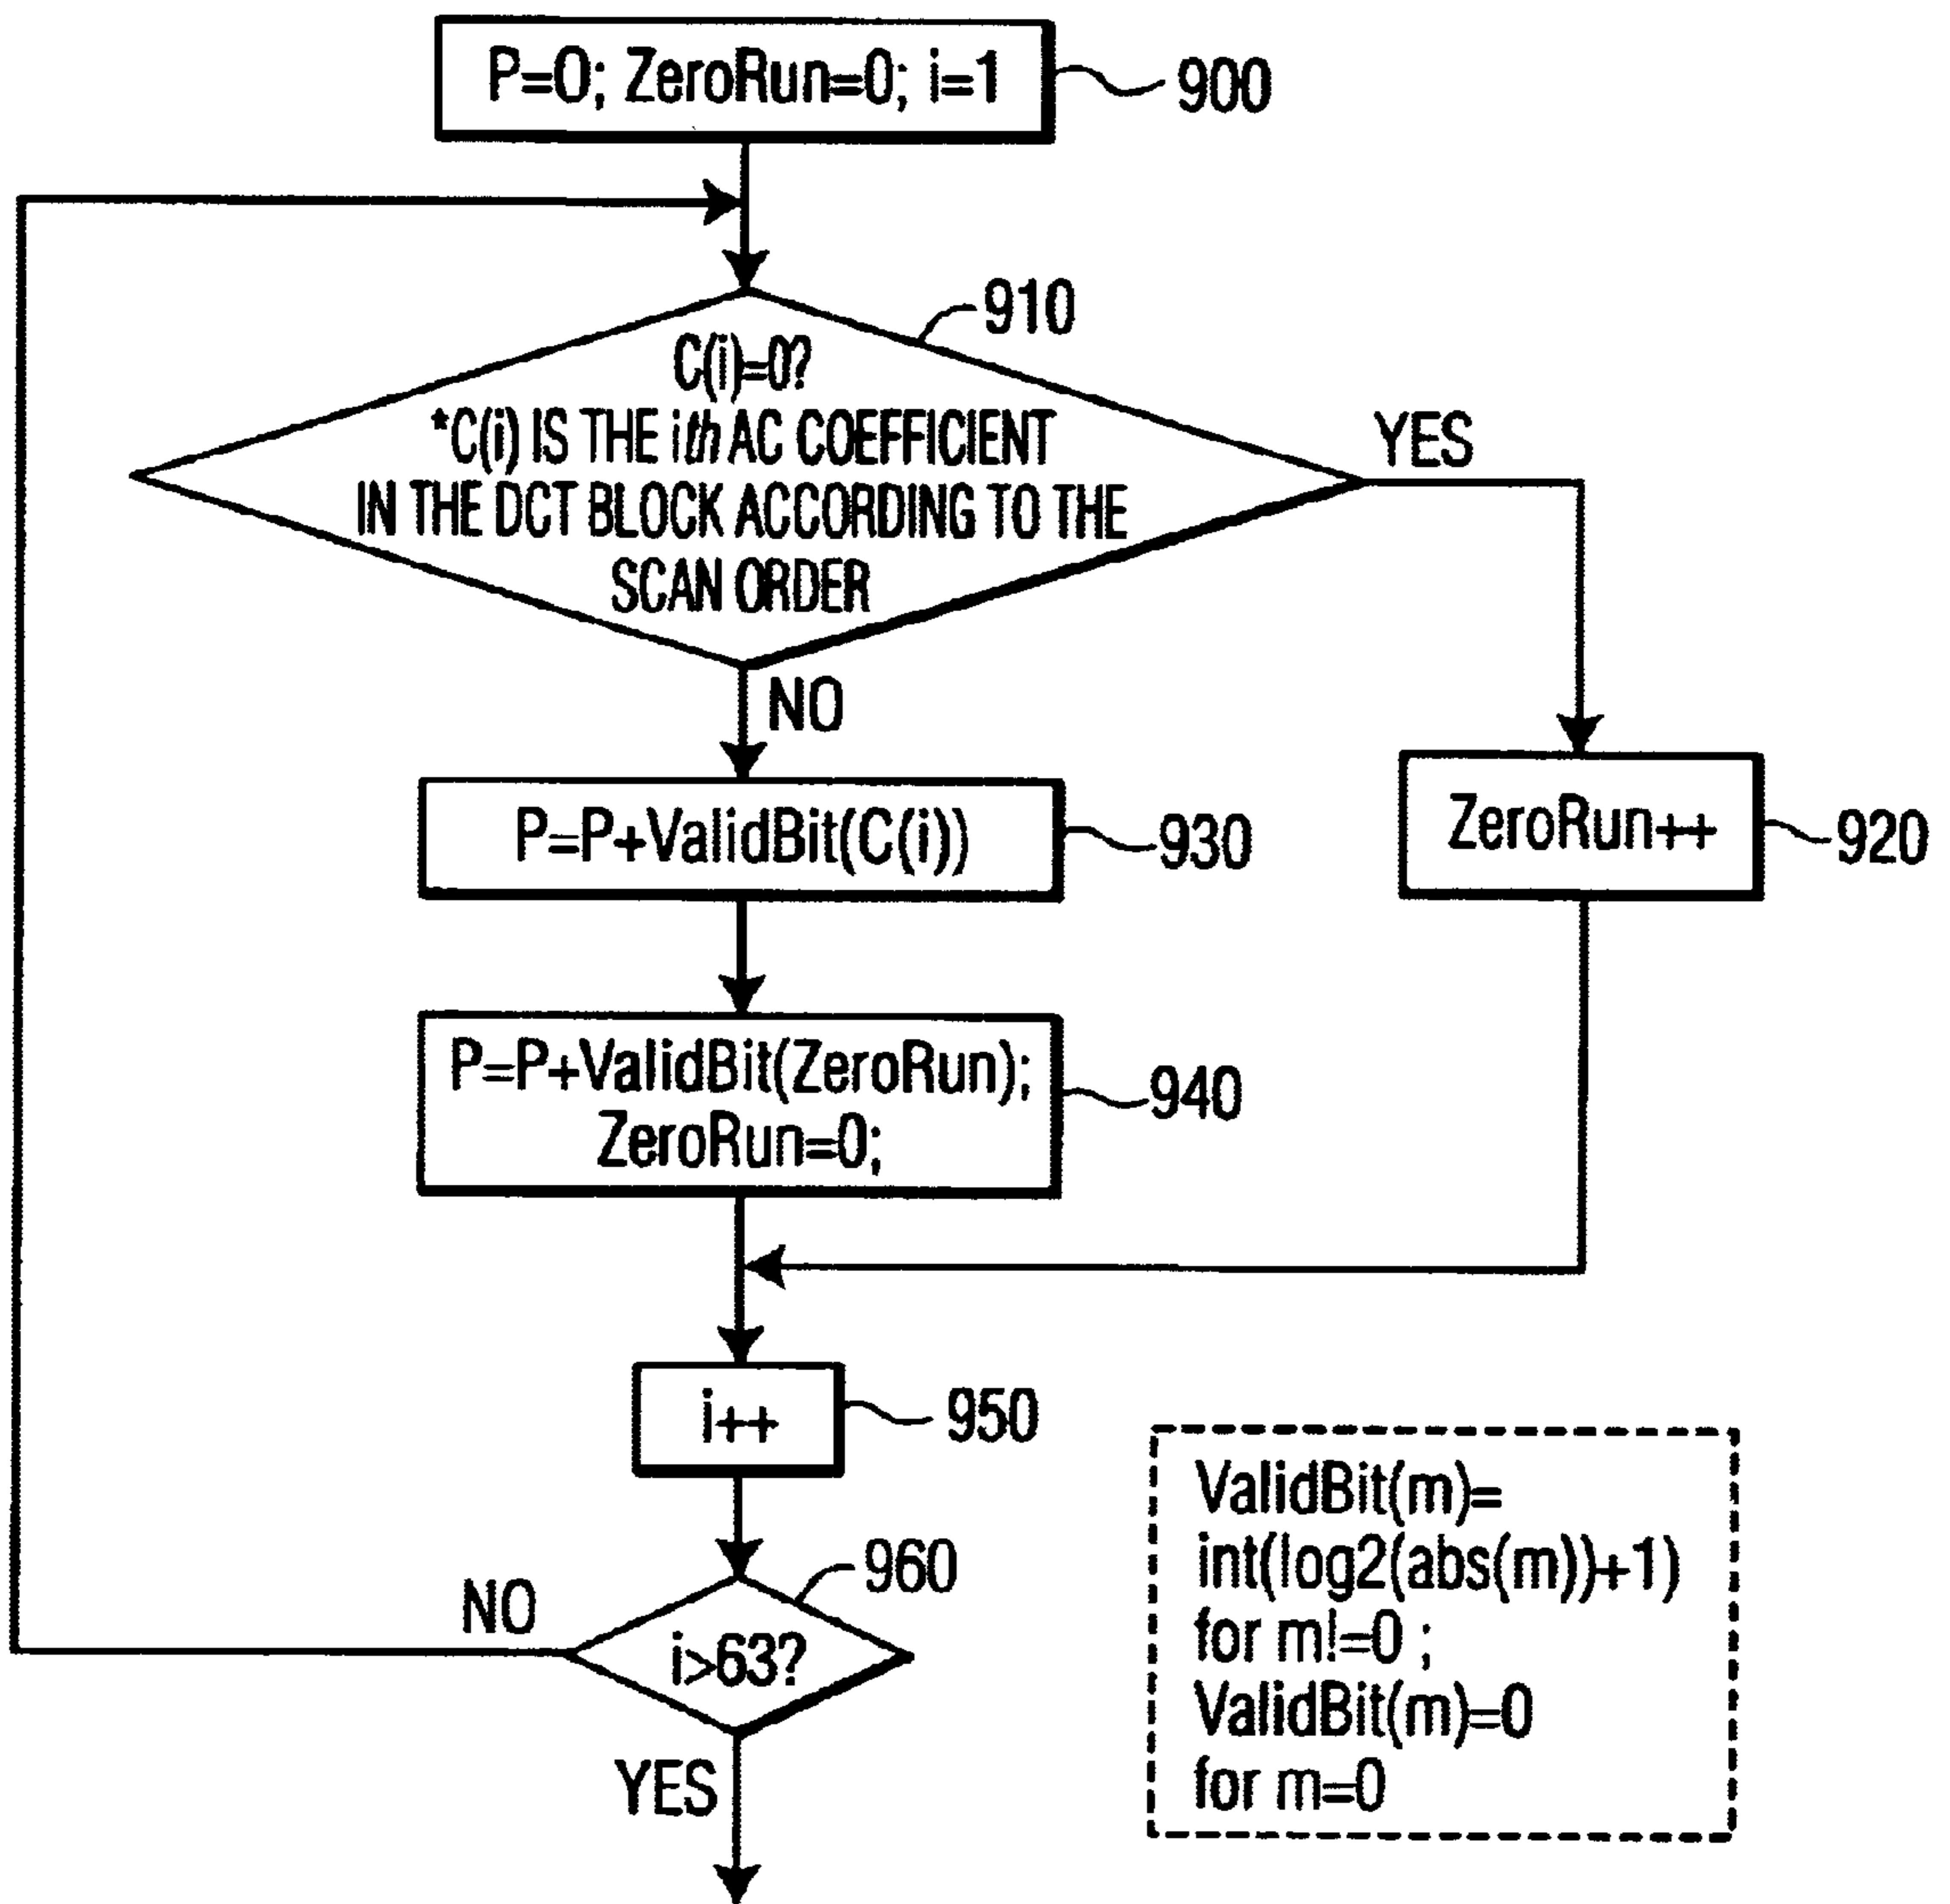 P=0; ZeroRun=0; i=1
900
910
C(i)=0?
*C(i) IS THE ith AC COEFFICIENT
IN THE DCT BLOCK ACCORDING TO THE
SCAN ORDER
YES
NO
P=P+ValidBit(C(i))
930
ZeroRun++
920
P=P+ValidBit(ZeroRun);
ZeroRun=0;
940
i++
950
960
NO
i>63?
YES
ValidBit(m)=
int(log2(abs(m))+1)
for m!=0 ;
ValidBit(m)=0
for m=0